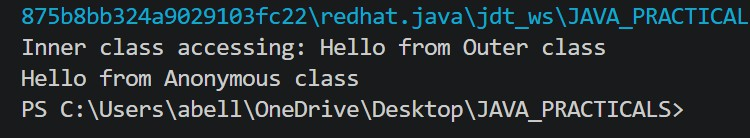 875b8bb324a9029103fc22\redhat.java\jdt_ws\JAVA_PRACTICAL
Inner class accessing: Hello from Outer class
Hello from Anonymous class
PS C:\Users\abell\OneDrive\Desktop\JAVA_PRACTICALS>